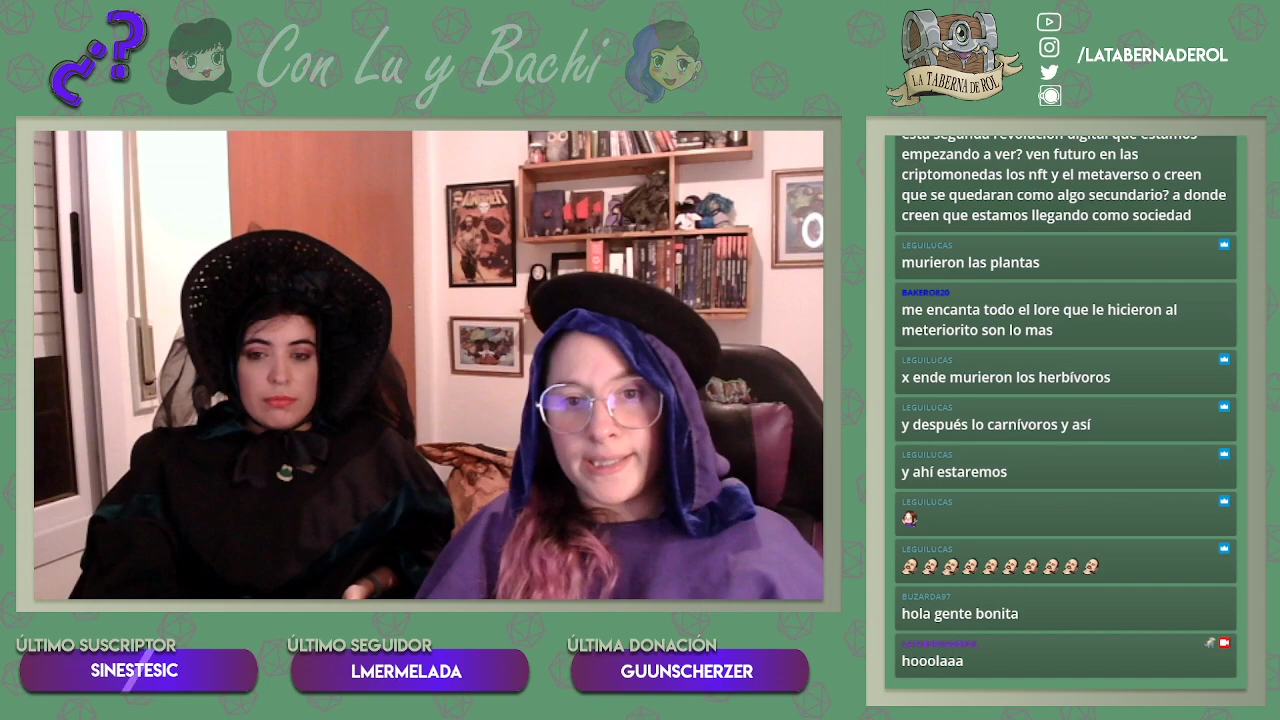 ¿?
Con Lu y Bachi
LA TABERNA DE ROL
/LATABERNADEROL
esta segunda revolución digital que estamos
empezando a ver? ven futuro en las
criptomonedas los nft y el metaverso o creen
que se quedaran como algo secundario? a donde
creen que estamos llegando como sociedad
LEGUILUCAS
murieron las plantas
BAKERO820
me encanta todo el lore que le hicieron al
meteriorito son lo mas
LEGUILUCAS
x ende murieron los herbívoros
LEGUILUCAS
y después lo carnívoros y así
LEGUILUCAS
y ahí estaremos
LEGUILUCAS
LEGUILUCAS
BUZARDA97
hola gente bonita
hooolaaa
ÚLTIMO SUSCRIPTOR
SINESTESIC
ÚLTIMO SEGUIDOR
LMERMELADA
ÚLTIMA DONACIÓN
GUUNSCHERZER